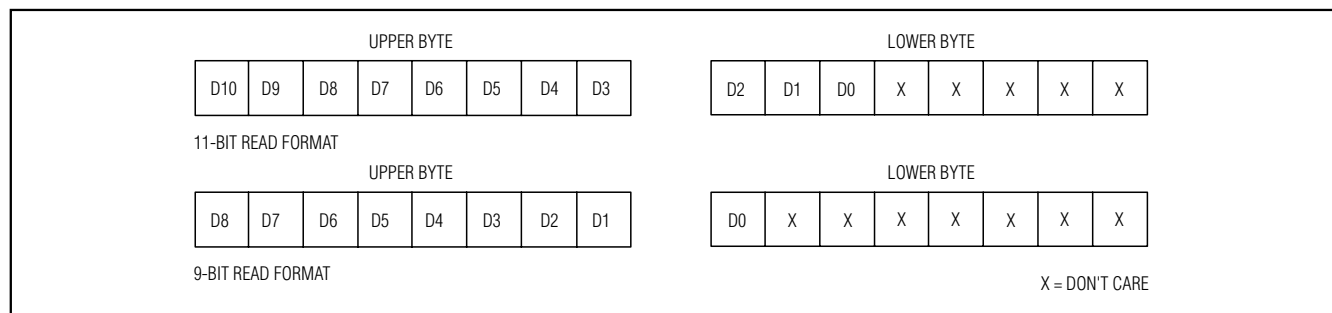 UPPER BYTE LOWER BYTE
D10 D9 D8 D7 D6 D5 D4 D3 D2 D1 D0 X X X X X
11-BIT READ FORMAT
UPPER BYTE LOWER BYTE
D8 D7 D6 D5 D4 D3 D2 D1 D0 X X X X X X X
9-BIT READ FORMAT
X = DON'T CARE